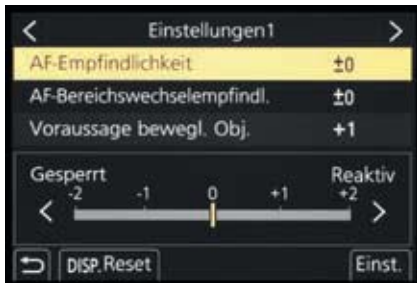 < Einstellungen1 >
AF-Empfindlichkeit ±0
AF-Bereichswechselempfindl. ±0
Voraussage bewegl. Obj. +1
Gesperrt Reaktiv
-2 -1 0 +1 +2
< >
DISP.Reset Einst.